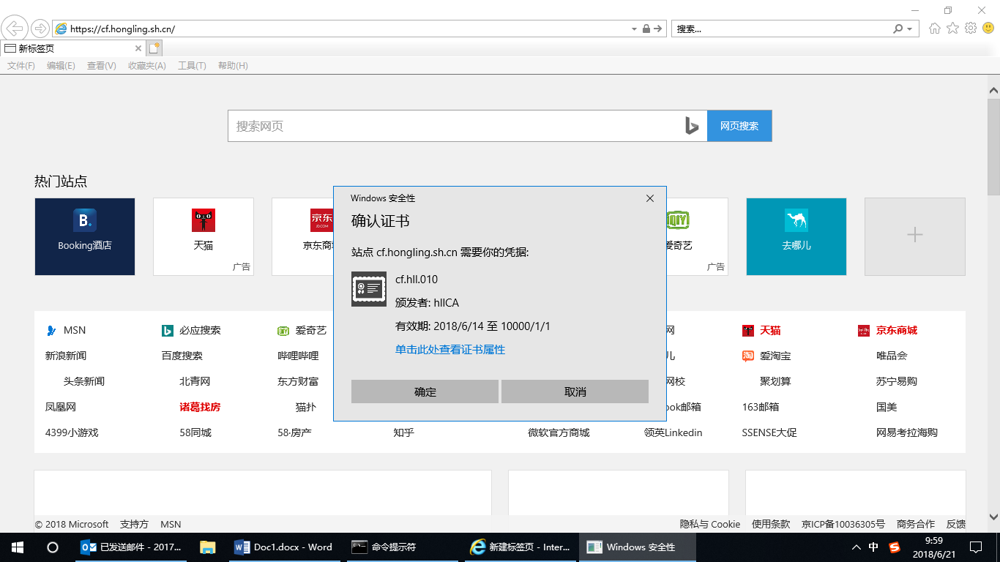 https://cf.hongling.sh.cn/
搜索...
新标签页
文件(F) 编辑(E) 查看(V) 收藏夹(A) 工具(T) 帮助(H)
搜索网页
网页搜索
热门站点
B.
Booking酒店
天猫
广告
京东
JD.COM
京东商
QIY
爱奇艺
广告
去哪儿
Windows 安全性
确认证书
站点 cf.hongling.sh.cn 需要你的凭据:
cf.hll.010
颁发者: hllCA
有效期: 2018/6/14 至 10000/1/1
单击此处查看证书属性
确定 取消
MSN 必应搜索 爱奇艺 网 天猫 京东商城
新浪新闻 百度搜索 哔哩哔哩 儿 爱淘宝 唯品会
头条新闻 北青网 东方财富 网校 聚划算 苏宁易购
凤凰网 诸葛找房 猫扑 ook邮箱 163邮箱 国美
4399小游戏 58同城 58·房产 知乎 微软官方商城 领英Linkedin SSENSE大促 网易考拉海购
© 2018 Microsoft 支持方 MSN 隐私与 Cookie 使用条款 京ICP备10036305号 商务合作 反馈
已发送邮件 - 2017... Doc1.docx - Word 命令提示符 新建标签页 - Inter... Windows 安全性 中 9:59
2018/6/21